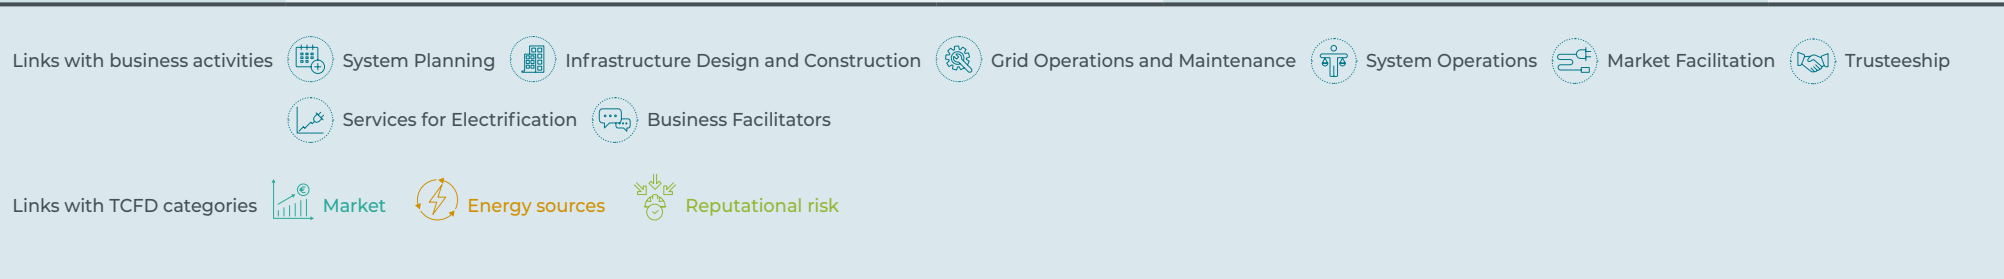 Links with business activities System Planning Infrastructure Design and Construction Grid Operations and Maintenance System Operations Market Facilitation Trusteeship
Services for Electrification Business Facilitators
Links with TCFD categories Market Energy sources Reputational risk